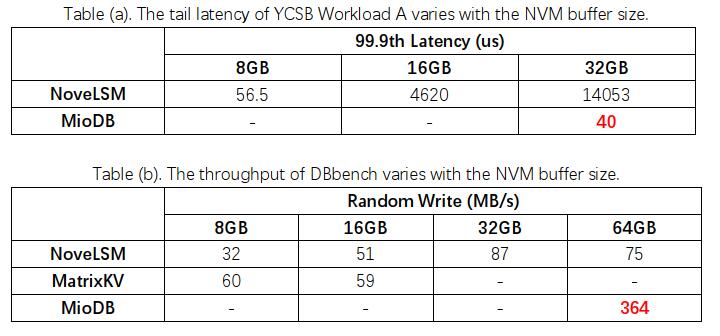 Table (a). The tail latency of YCSB Workload A varies with the NVM buffer size.
99.9th Latency (us)
8GB 16GB 32GB
NoveLSM 56.5 4620 14053
MioDB - - 40
Table (b). The throughput of DBbench varies with the NVM buffer size.
Random Write (MB/s)
8GB 16GB 32GB 64GB
NoveLSM 32 51 87 75
MatrixKV 60 59 - -
MioDB - - - 364